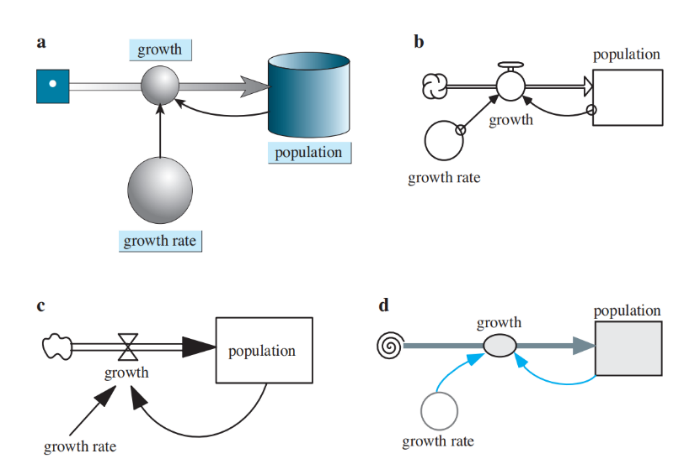 a
growth
population
growth rate
b
population
growth
growth rate
c
population
growth
growth rate
d
population
growth
growth rate